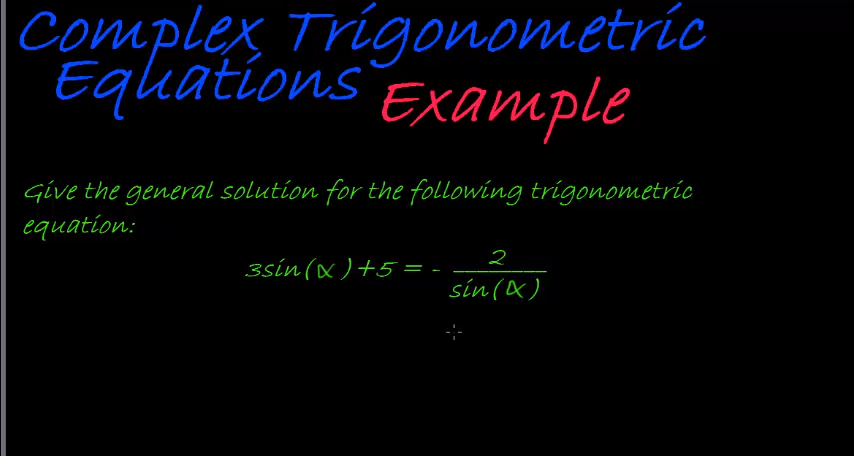 Complex Trigonometric
Equations Example
Give the general solution for the following trigonometric
equation:
3sin(α)+5 = - 2/sin(α)